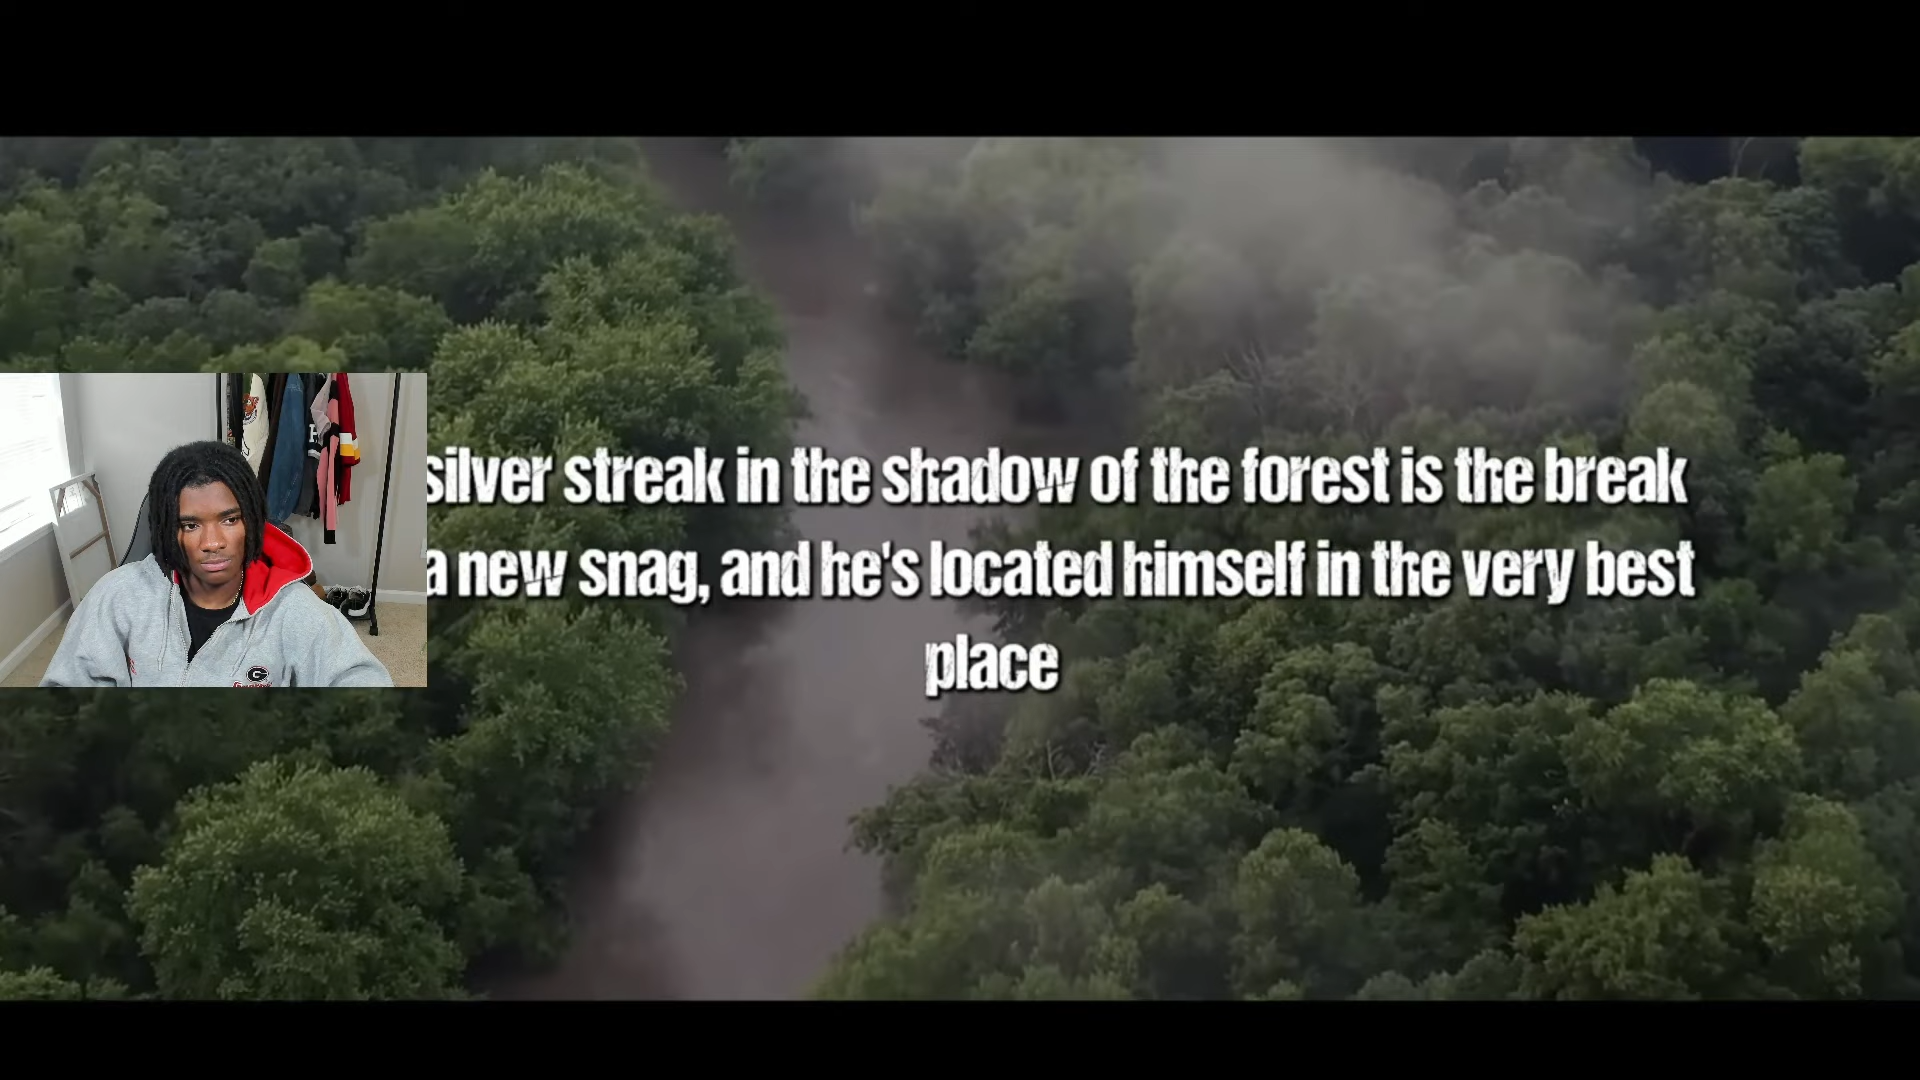 silver streak in the shadow of the forest is the break
a new snag, and he's located himself in the very best
place
H
G